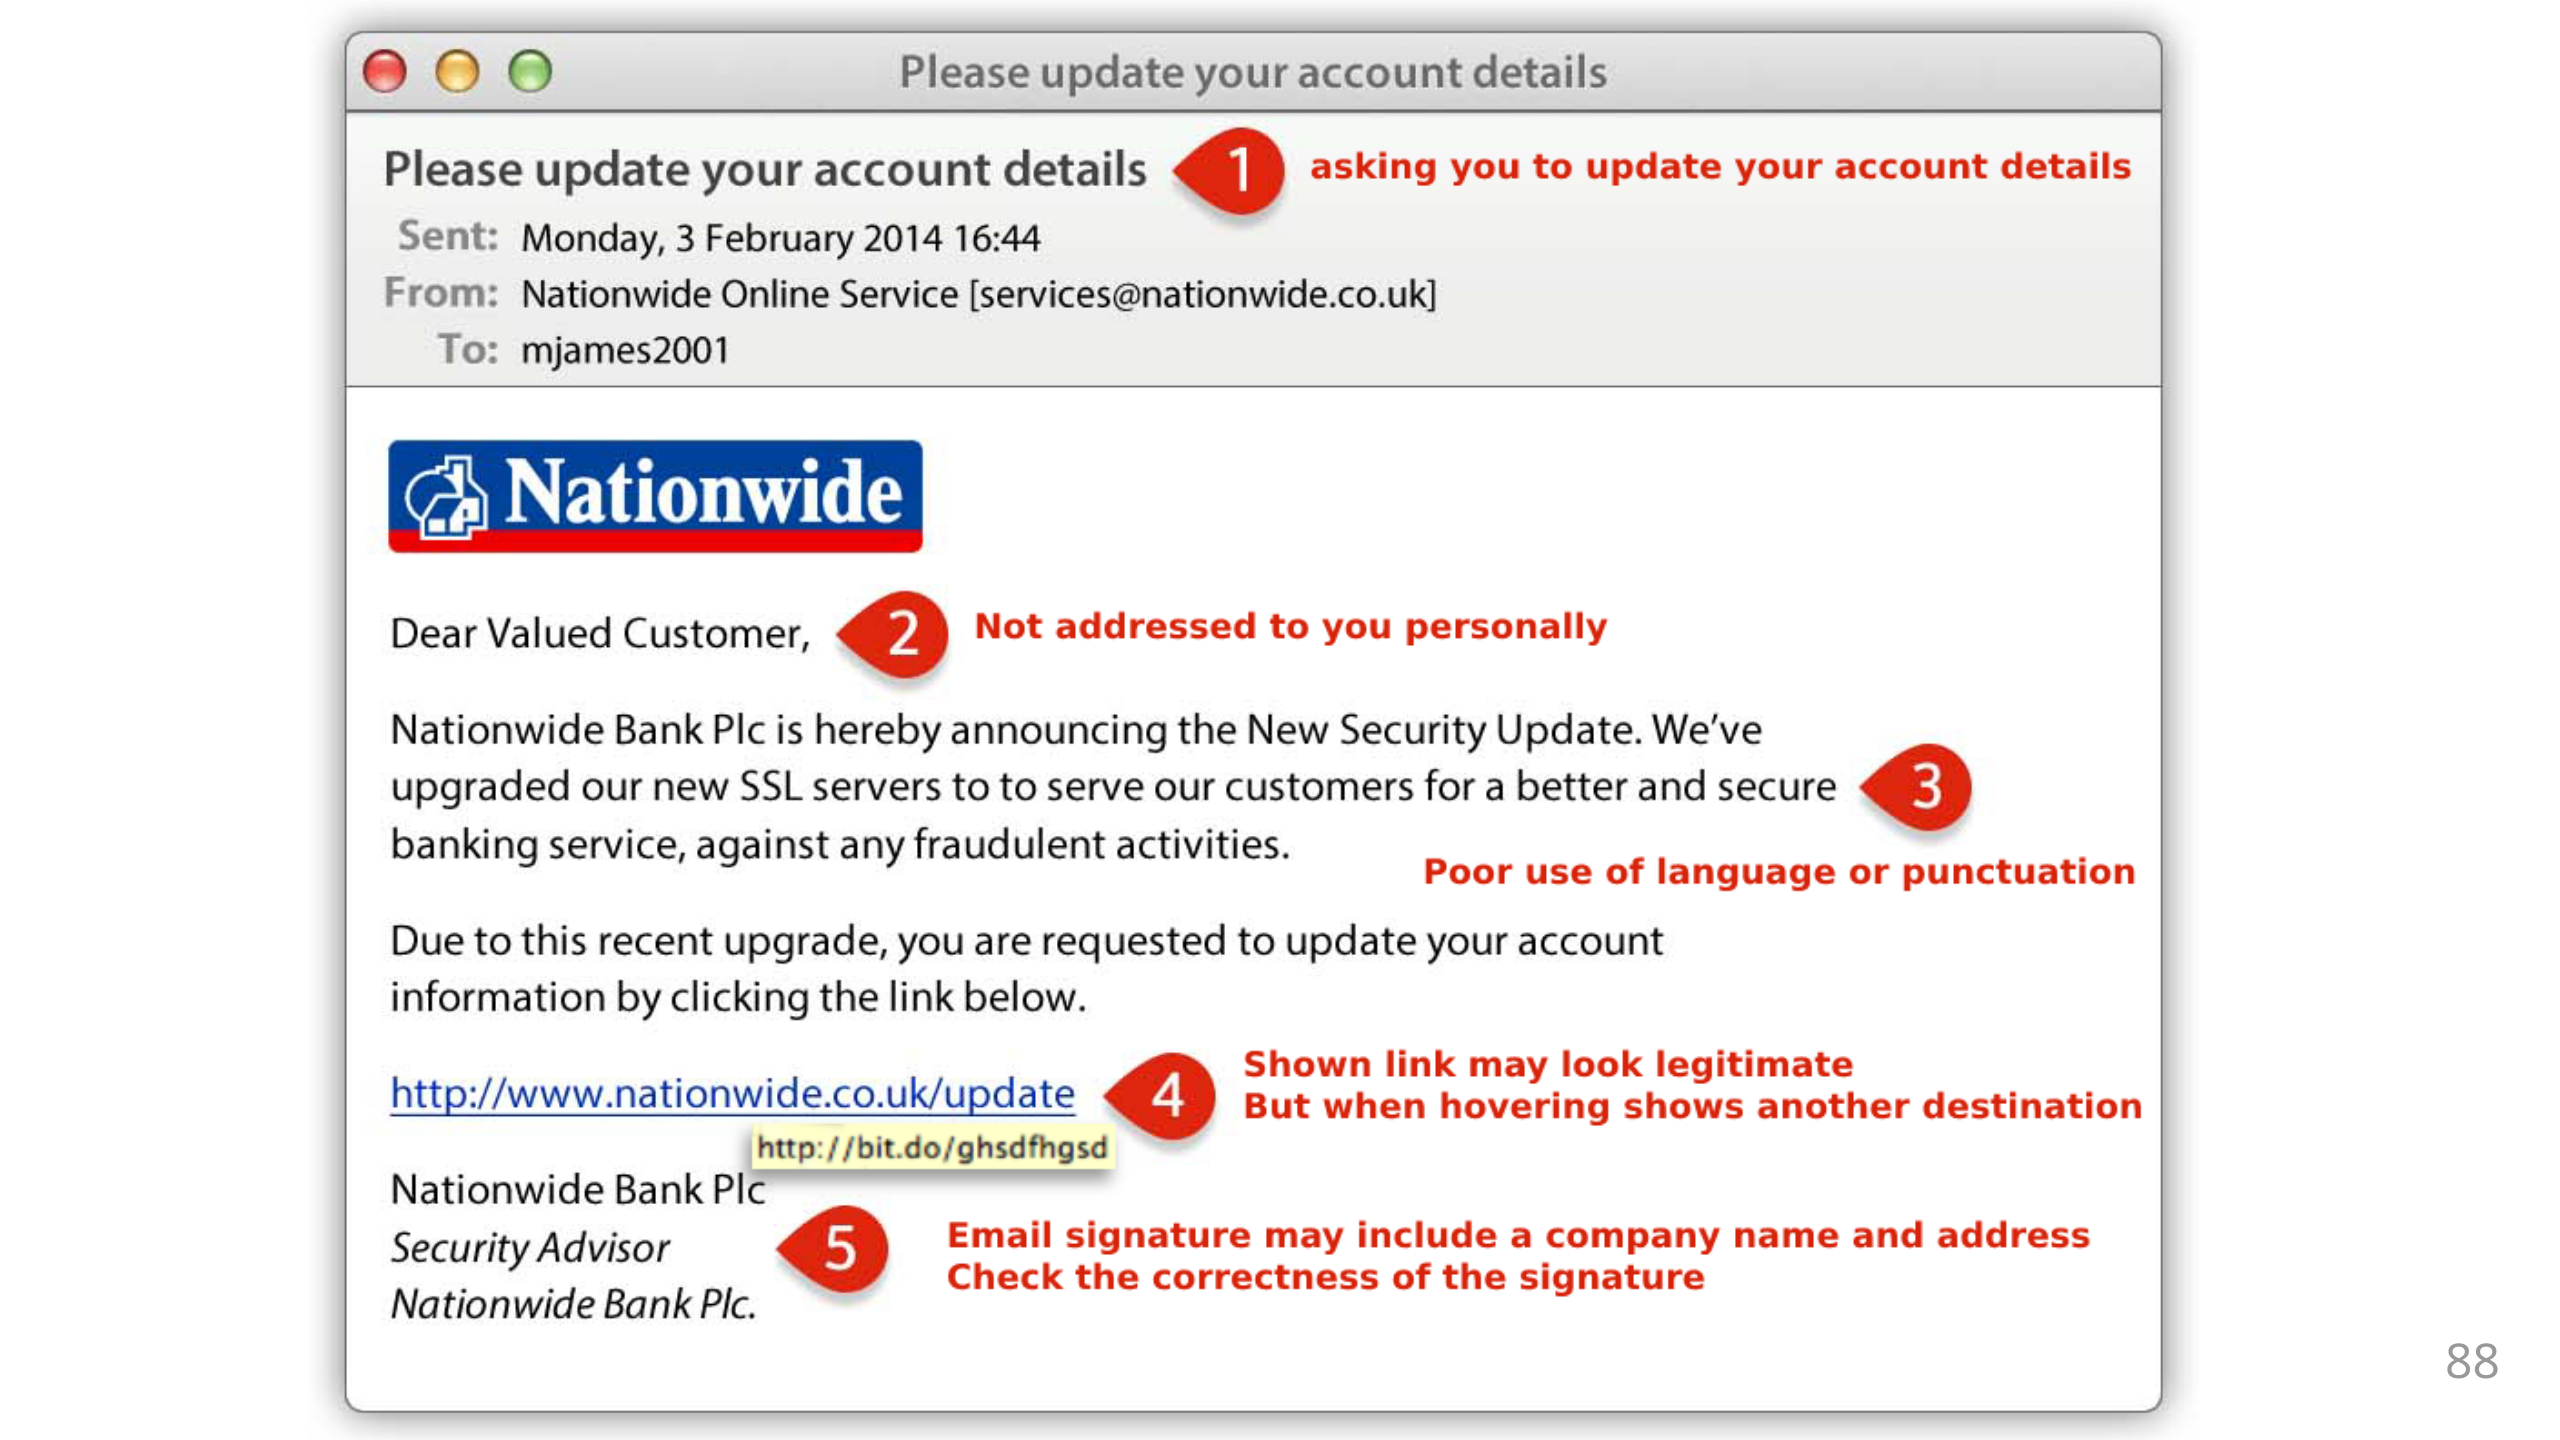 Please update your account details
Please update your account details 1 asking you to update your account details
Sent: Monday, 3 February 2014 16:44
From: Nationwide Online Service [services@nationwide.co.uk]
To: mjames2001
Nationwide
Dear Valued Customer, 2 Not addressed to you personally
Nationwide Bank Plc is hereby announcing the New Security Update. We’ve
upgraded our new SSL servers to to serve our customers for a better and secure 3
banking service, against any fraudulent activities.
Poor use of language or punctuation
Due to this recent upgrade, you are requested to update your account
information by clicking the link below.
http://www.nationwide.co.uk/update 4 Shown link may look legitimate
But when hovering shows another destination
http://bit.do/ghsdfhgsd
Nationwide Bank Plc
Security Advisor 5 Email signature may include a company name and address
Check the correctness of the signature
Nationwide Bank Plc.
88